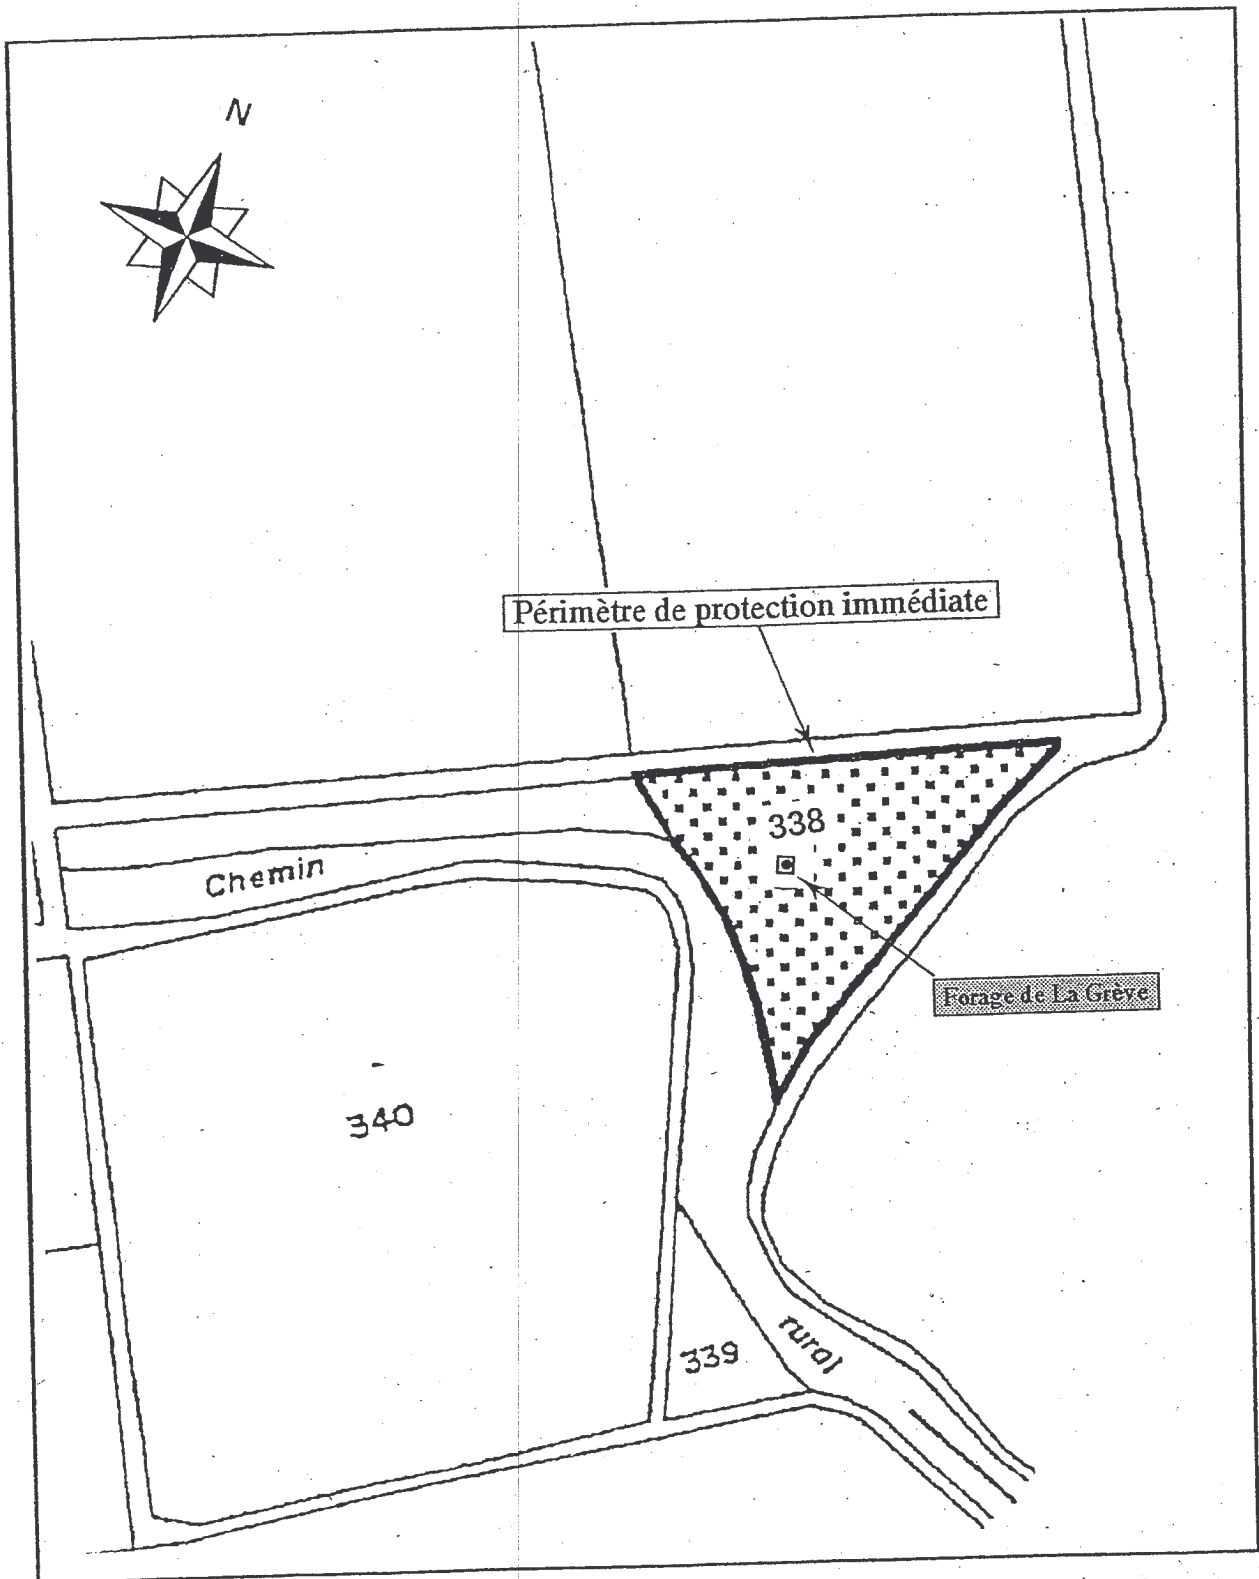 N
Périmètre de protection immédiate
338
Chemin
Forage de La Grève
340
339
rural